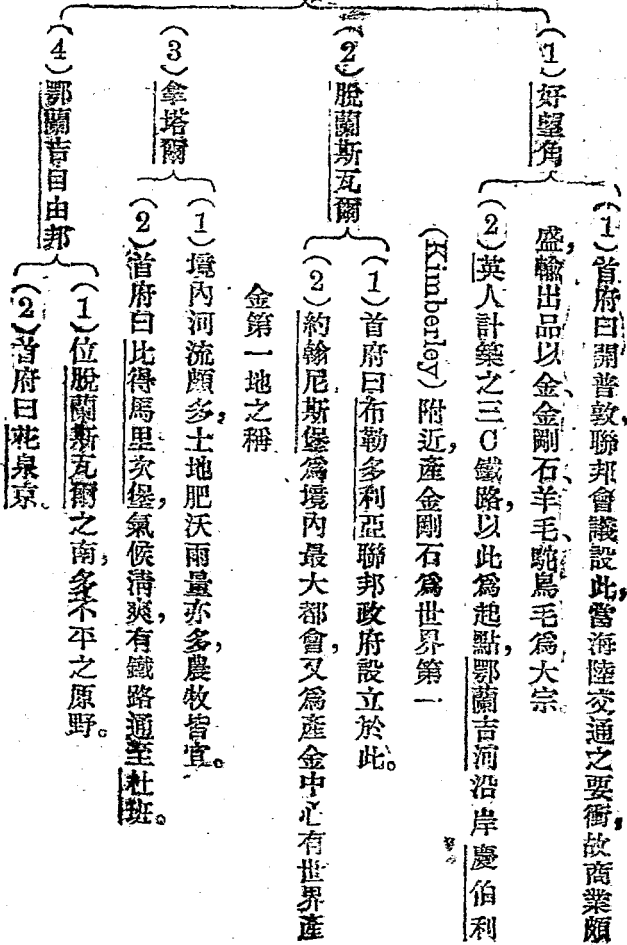 （1）好望角
（1）首府曰開普敦，聯邦會議設此，當海陸交通之要衝，故商業頗
盛，輸出品以金、金剛石、羊毛、駝鳥毛爲大宗。
（2）英人計築之三C鐵路，以此爲起點，鄂蘭吉河沿岸慶伯利
（Kimberley）附近，產金剛石爲世界第一
（2）脫蘭斯瓦爾
（1）首府曰布勒多利亞聯邦政府設立於此。
（2）約翰尼斯堡爲境內最大都會，又爲產金中心有世界產
金第一地之稱
（3）拿塔爾
（1）境內河流頗多，土地肥沃雨量亦多，農牧皆宜。
（2）首府曰比得馬里次堡，氣候清爽，有鐵路通至杜班。
（4）鄂蘭吉自由邦
（1）位脫蘭斯瓦爾之南，多不平之原野。
（2）首府曰花泉京。